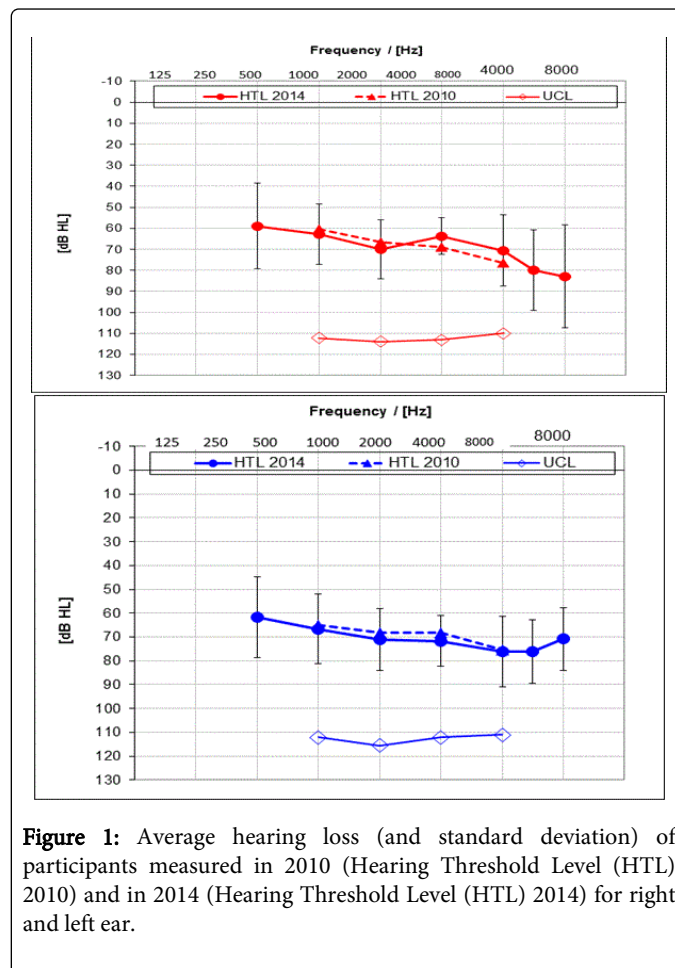 Frequency / [Hz]
125 250 500 1000 2000 4000 8000 4000 8000
-10
0
HTL 2014 HTL 2010 UCL
10
20
30
40
50
60
70
80
90
100
110
120
130
[dB HL]
Frequency / [Hz]
125 250 500 1000 2000 4000 8000 8000
-10
0
HTL 2014 HTL 2010 UCL
10
20
30
40
50
60
70
80
90
100
110
120
130
[dB HL]
Figure 1: Average hearing loss (and standard deviation) of
participants measured in 2010 (Hearing Threshold Level (HTL)
2010) and in 2014 (Hearing Threshold Level (HTL) 2014) for right
and left ear.